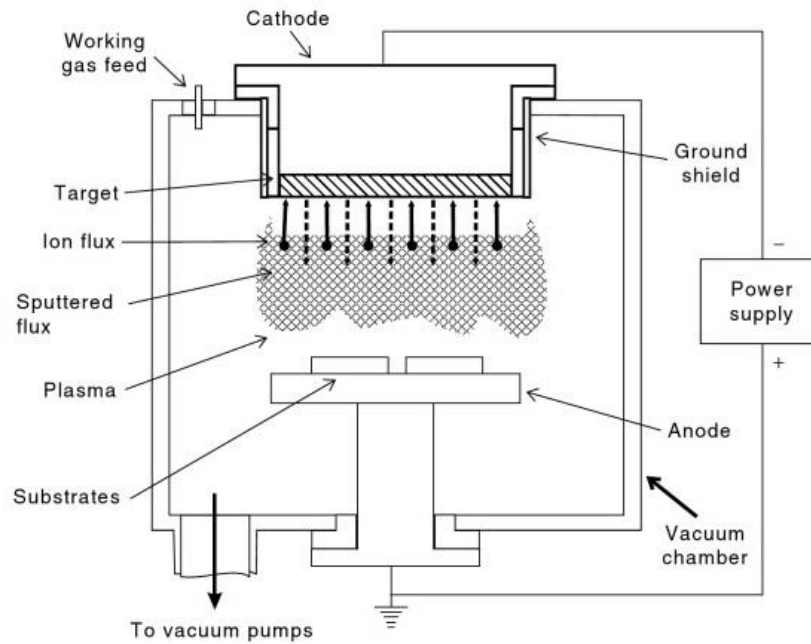 Cathode
Working
gas feed
Ground
shield
Target
Ion flux
Sputtered
flux
−
Power
supply
+
Plasma
Anode
Substrates
Vacuum
chamber
To vacuum pumps